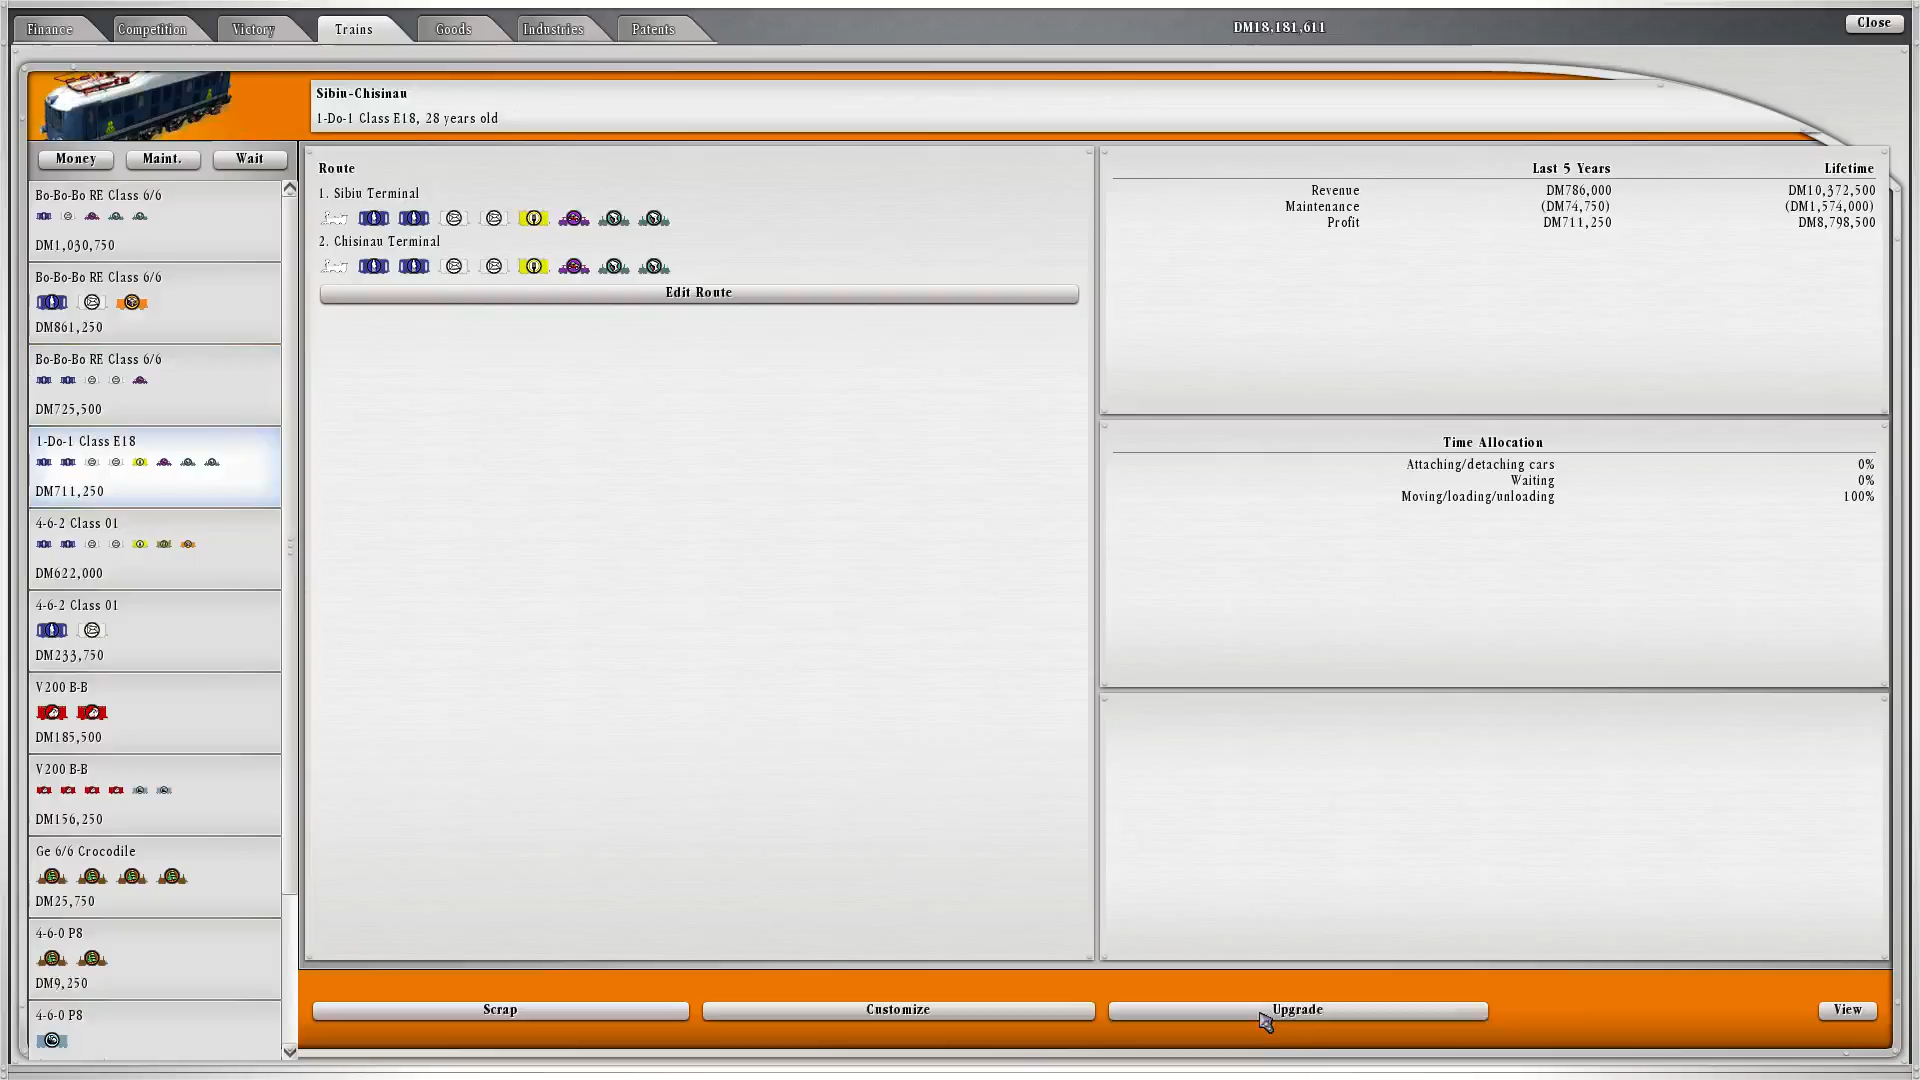 Finance
Competition
Victory
Trains
Goods
Industries
Patents
DM18,181,611
Close
Sibiu-Chisinau
1-Do-1 Class E18, 28 years old
Money
Maint.
Wait
Bo-Bo-Bo RE Class 6/6
DM1,030,750
Bo-Bo-Bo RE Class 6/6
DM861,250
Bo-Bo-Bo RE Class 6/6
DM725,500
1-Do-1 Class E18
DM711,250
4-6-2 Class 01
DM622,000
4-6-2 Class 01
DM233,750
V200 B-B
DM185,500
V200 B-B
DM156,250
Ge 6/6 Crocodile
DM25,750
4-6-0 P8
DM9,250
4-6-0 P8
Route
1. Sibiu Terminal
2. Chisinau Terminal
Edit Route
Last 5 Years Lifetime
Revenue DM786,000 DM10,372,500
Maintenance (DM74,750) (DM1,574,000)
Profit DM711,250 DM8,798,500
Time Allocation
Attaching/detaching cars 0%
Waiting 0%
Moving/loading/unloading 100%
Scrap
Customize
Upgrade
View